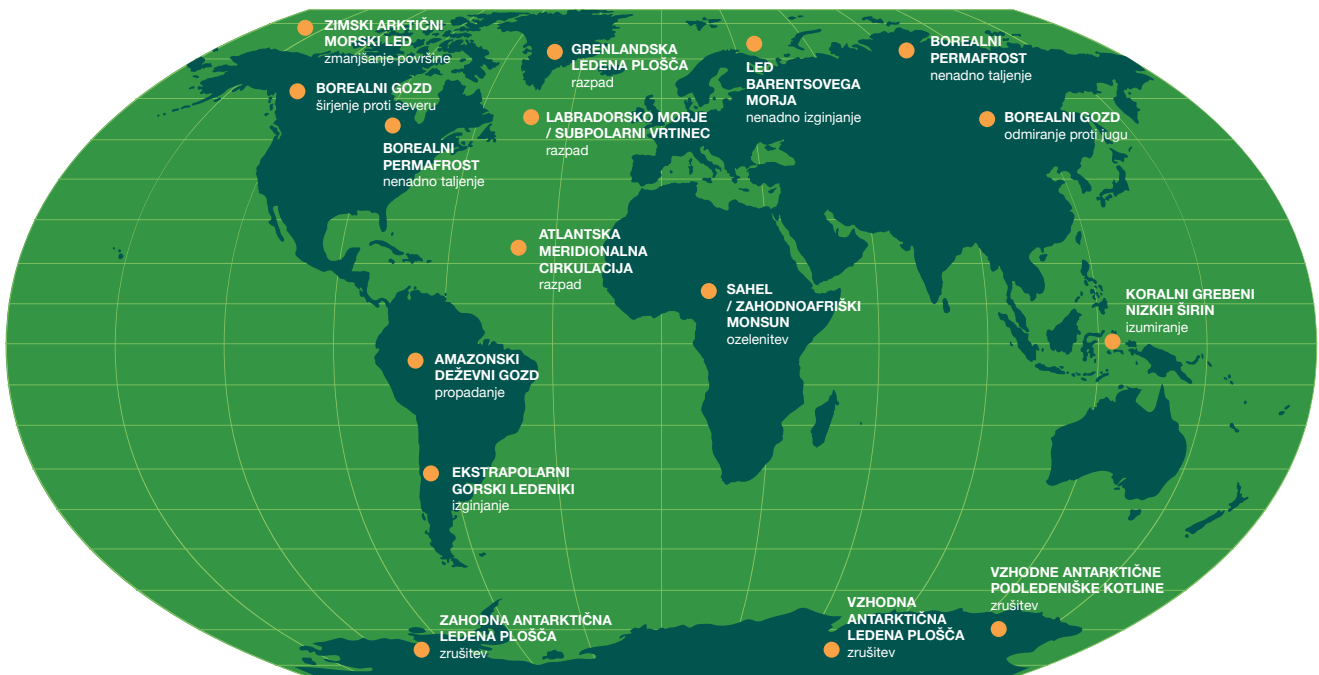 ZIMSKI ARKTIČNI
MORSKI LED
zmanjšanje površine
BOREALNI GOZD
širjenje proti severu
BOREALNI
PERMAFROST
nenadno taljenje
GRENLANDSKA
LEDENA PLOŠČA
razpad
LABRADORSKO MORJE
/ SUBPOLARNI VRTINEC
razpad
LED
BARENTSOVEGA
MORJA
nenadno izginjanje
BOREALNI
PERMAFROST
nenadno taljenje
BOREALNI GOZD
odmiranje proti jugu
ATLANTSKA
MERIDIONALNA
CIRKULACIJA
razpad
SAHEL
/ ZAHODNOAFRIŠKI
MONSUN
ozelenitev
KORALNI GREBENI
NIZKIH ŠIRIN
izumiranje
AMAZONSKI
DEŽEVNI GOZD
propadanje
EKSTRAPOLARNI
GORSKI LEDENIKI
izginjanje
ZAHODNA ANTARKTIČNA
LEDENA PLOŠČA
zrušitev
VZHODNA
ANTARKTIČNA
LEDENA PLOŠČA
zrušitev
VZHODNE ANTARKTIČNE
PODLEDENIŠKE KOTLINE
zrušitev